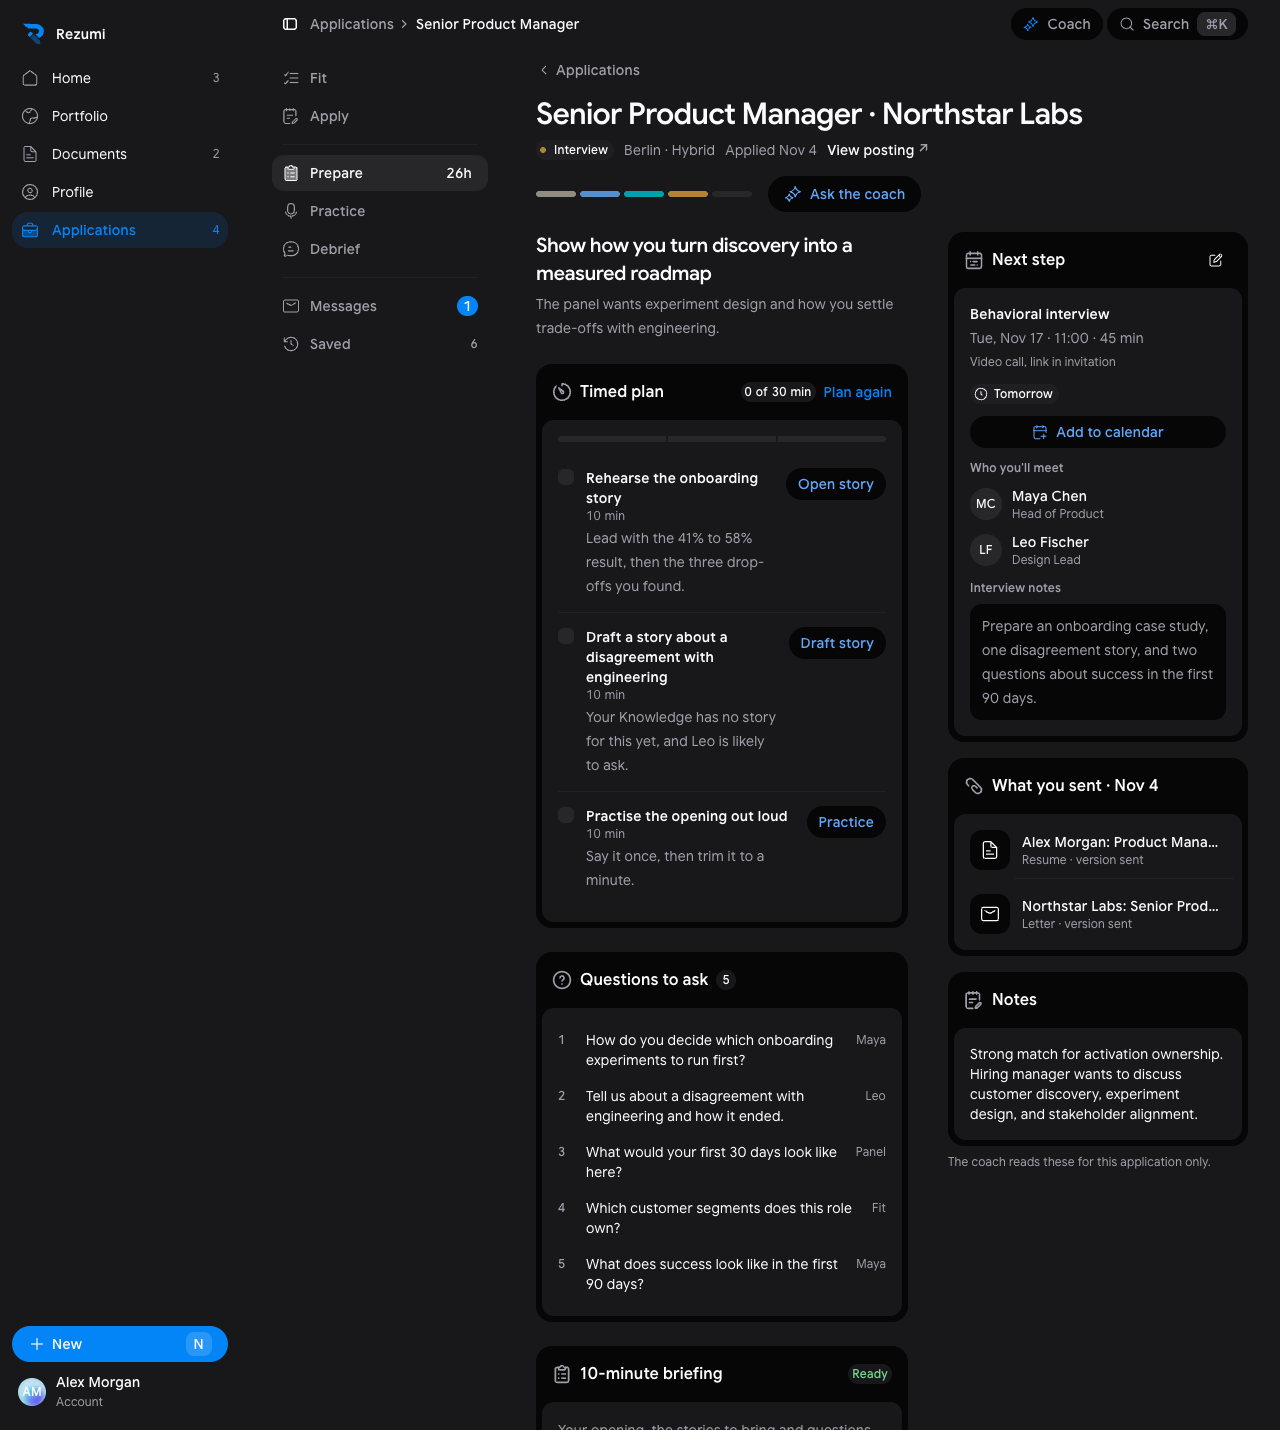 Rezumi
Home 3
Portfolio
Documents 2
Profile
Applications 4
New N
AM
Alex Morgan
Account
Applications > Senior Product Manager
Coach
Search ⌘K
Fit
Apply
Prepare 26h
Practice
Debrief
Messages 1
Saved 6
Applications
Senior Product Manager · Northstar Labs
Interview Berlin · Hybrid Applied Nov 4 View posting ↗
Ask the coach
Show how you turn discovery into a
measured roadmap
The panel wants experiment design and how you settle
trade-offs with engineering.
Timed plan 0 of 30 min Plan again
Rehearse the onboarding
story
10 min
Lead with the 41% to 58%
result, then the three drop-
offs you found.
Open story
Draft a story about a
disagreement with
engineering
10 min
Your Knowledge has no story
for this yet, and Leo is likely
to ask.
Draft story
Practise the opening out loud
10 min
Say it once, then trim it to a
minute.
Practice
Questions to ask 5
1 How do you decide which onboarding
experiments to run first?
Maya
2 Tell us about a disagreement with
engineering and how it ended.
Leo
3 What would your first 30 days look like
here?
Panel
4 Which customer segments does this role
own?
Fit
5 What does success look like in the first
90 days?
Maya
10-minute briefing Ready
Your opening, the stories to bring and questions
Next step
Behavioral interview
Tue, Nov 17 · 11:00 · 45 min
Video call, link in invitation
Tomorrow
Add to calendar
Who you'll meet
MC
Maya Chen
Head of Product
LF
Leo Fischer
Design Lead
Interview notes
Prepare an onboarding case study,
one disagreement story, and two
questions about success in the first
90 days.
What you sent · Nov 4
Alex Morgan: Product Mana...
Resume · version sent
Northstar Labs: Senior Prod...
Letter · version sent
Notes
Strong match for activation ownership.
Hiring manager wants to discuss
customer discovery, experiment
design, and stakeholder alignment.
The coach reads these for this application only.